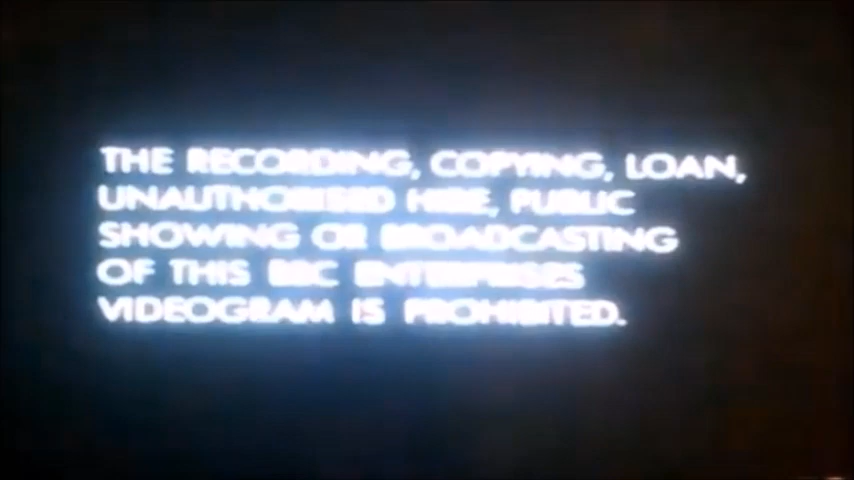 THE RECORDING, COPYING, LOAN,
UNAUTHORISED HIRE, PUBLIC
SHOWING OR BROADCASTING
OF THIS BBC ENTERPRISES
VIDEOGRAM IS PROHIBITED.